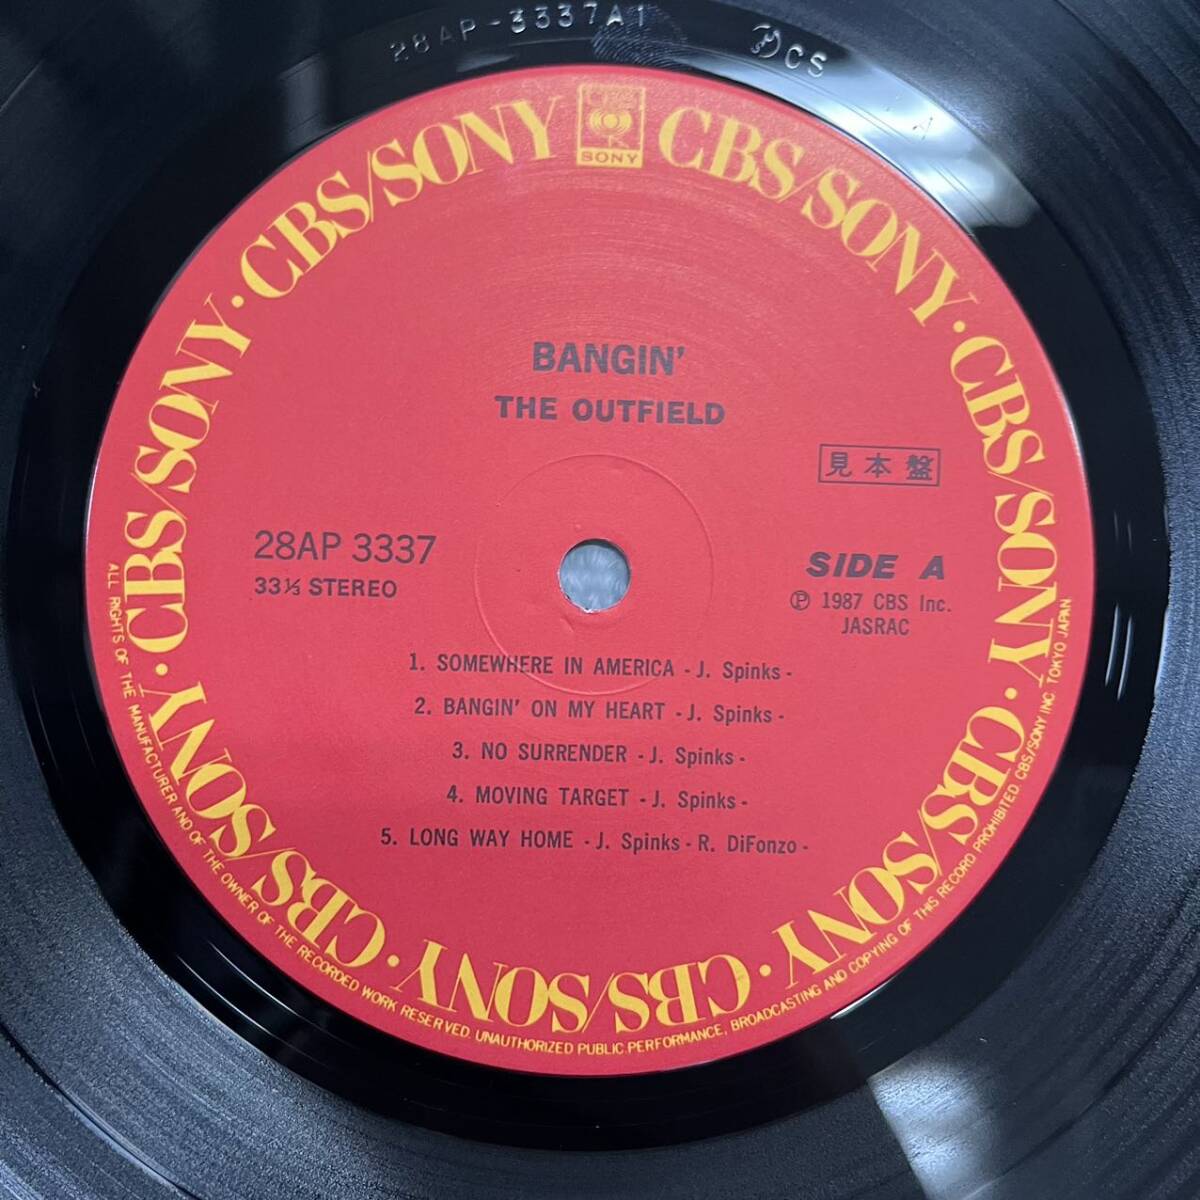 28AP-3337A1 CS
A
CBS
SONY
CBS/SONY · CBS/SONY · CBS/SONY · CBS/SONY · CBS/SONY · CBS/SONY · CBS/SONY · CBS/SONY
BANGIN'
THE OUTFIELD
見本盤
28AP 3337
33⅓ STEREO
SIDE A
Ⓟ 1987 CBS Inc.
JASRAC
1. SOMEWHERE IN AMERICA - J. Spinks -
2. BANGIN' ON MY HEART - J. Spinks -
3. NO SURRENDER - J. Spinks -
4. MOVING TARGET - J. Spinks -
5. LONG WAY HOME - J. Spinks - R. DiFonzo -
ALL RIGHTS OF THE MANUFACTURER AND OF THE OWNER OF THE RECORDED WORK RESERVED. UNAUTHORIZED PUBLIC PERFORMANCE, BROADCASTING AND COPYING OF THIS RECORD PROHIBITED CBS/SONY INC. TOKYO JAPAN